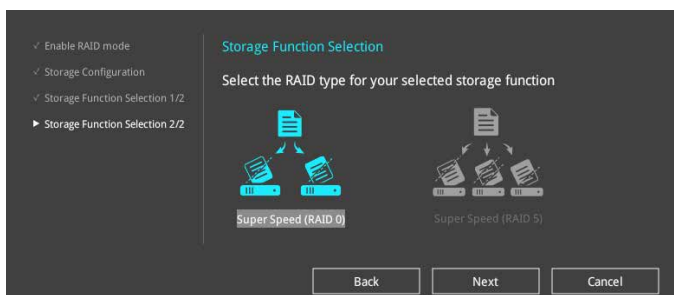 ✓ Enable RAID mode
✓ Storage Configuration
✓ Storage Function Selection 1/2
► Storage Function Selection 2/2
Storage Function Selection
Select the RAID type for your selected storage function
Super Speed (RAID 0)
Super Speed (RAID 5)
Back
Next
Cancel